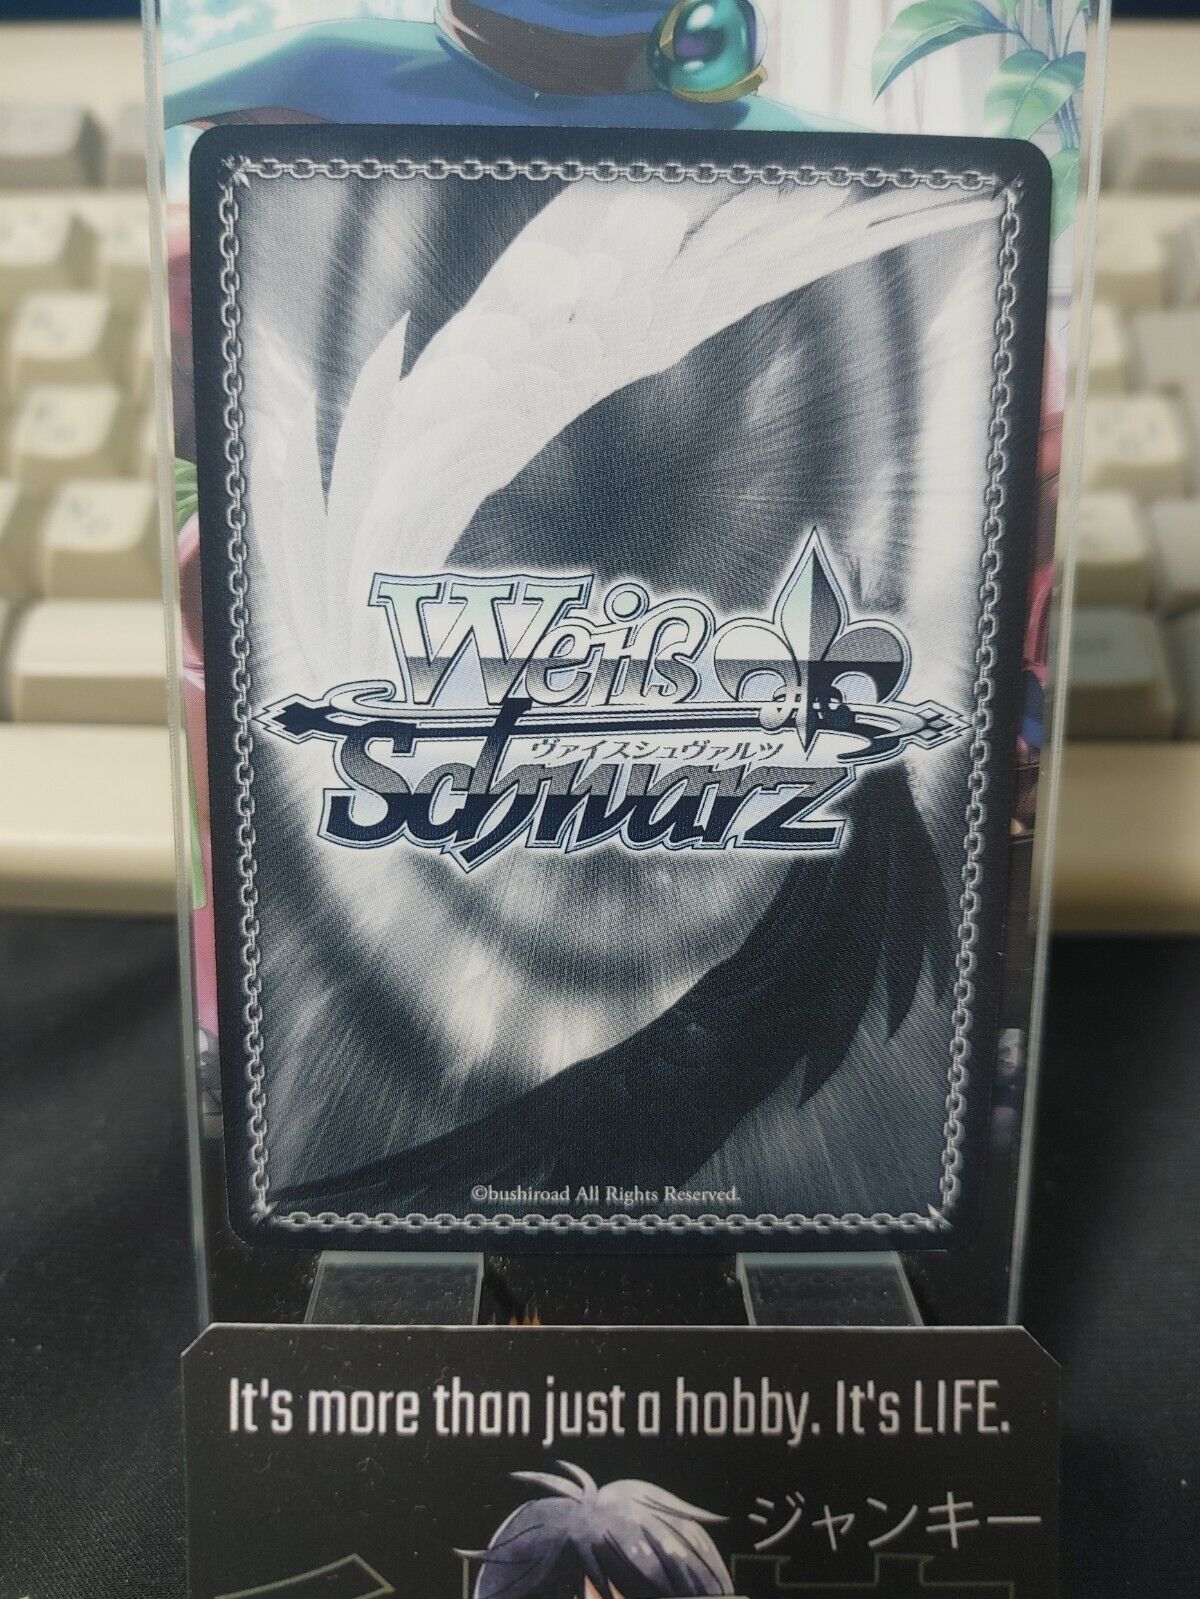 Weiß
ヴァイスシュヴァルツ
Schwarz
©bushiroad All Rights Reserved.
It's more than just a hobby. It's LIFE.
ジャンキー